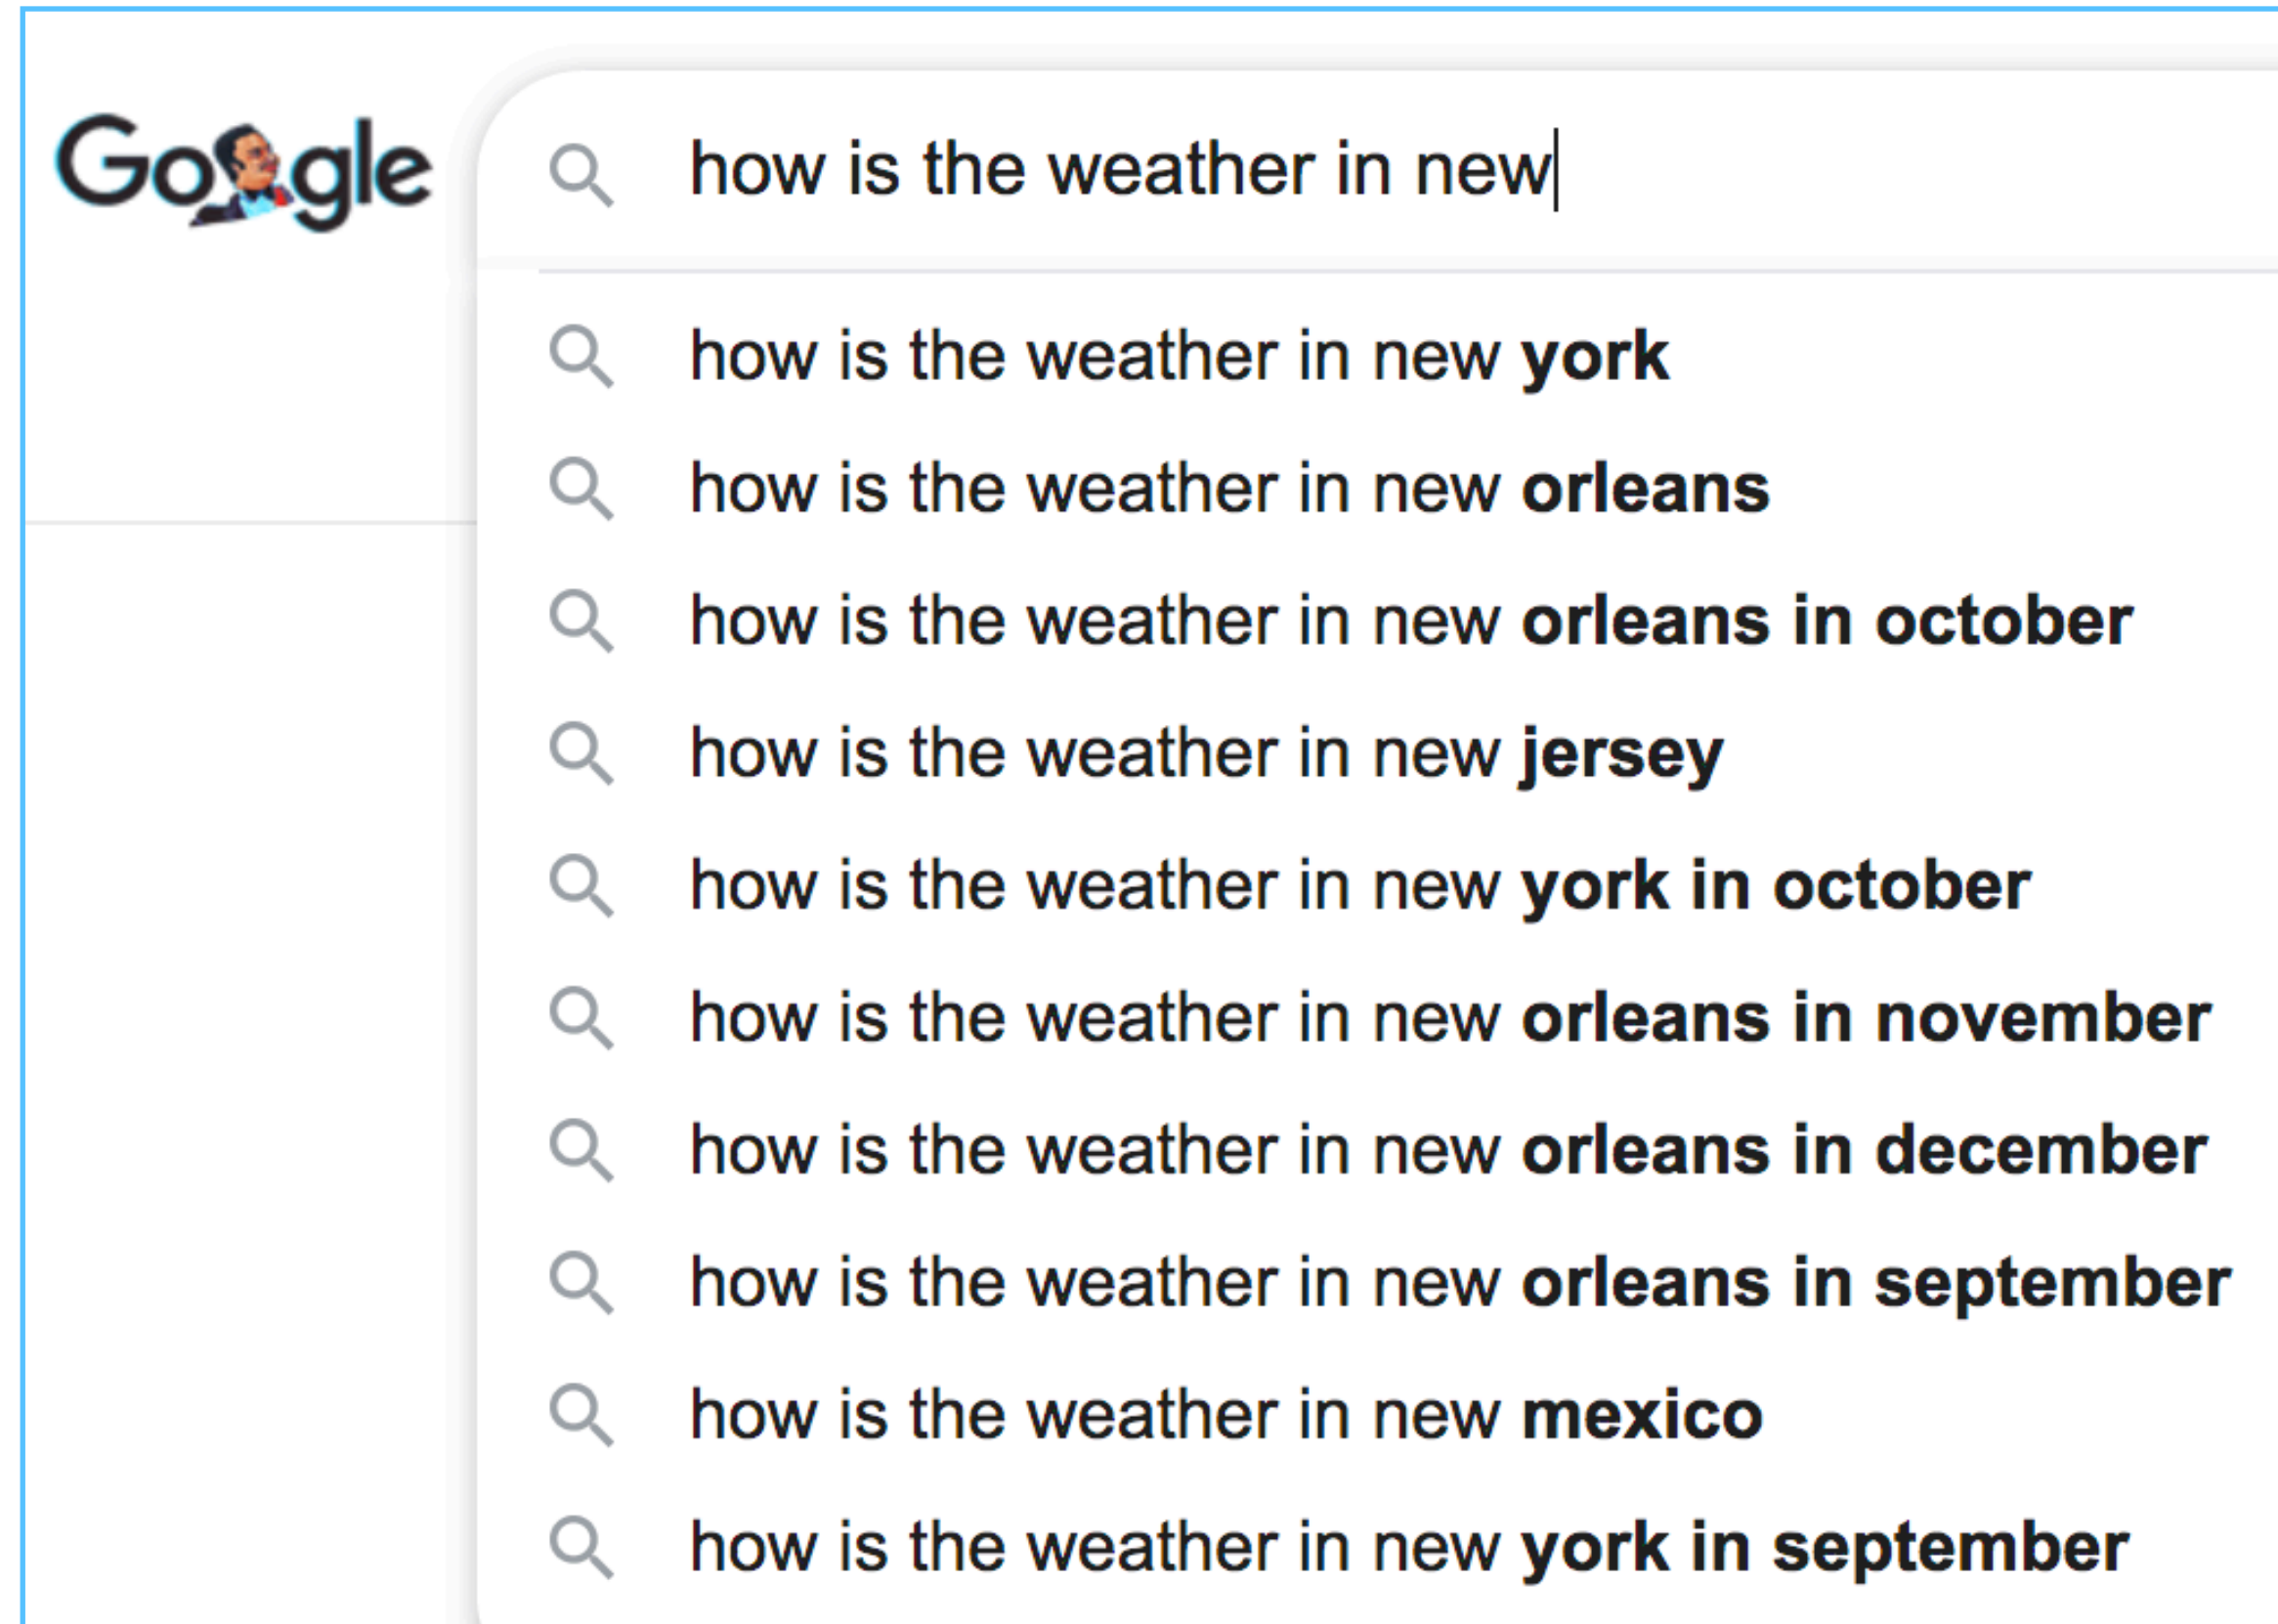 Google
how is the weather in new
how is the weather in new york
how is the weather in new orleans
how is the weather in new orleans in october
how is the weather in new jersey
how is the weather in new york in october
how is the weather in new orleans in november
how is the weather in new orleans in december
how is the weather in new orleans in september
how is the weather in new mexico
how is the weather in new york in september